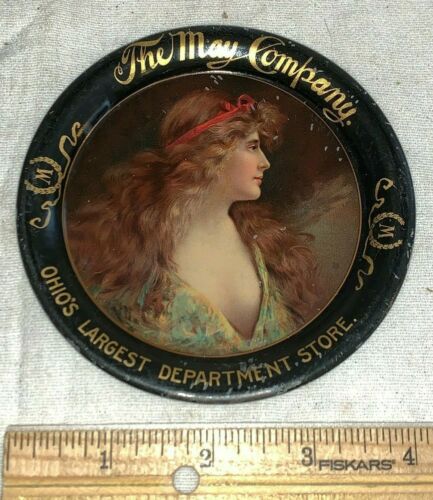 The May Company.
M
M
OHIO'S LARGEST DEPARTMENT STORE.
1 2 3 4
FISKARS